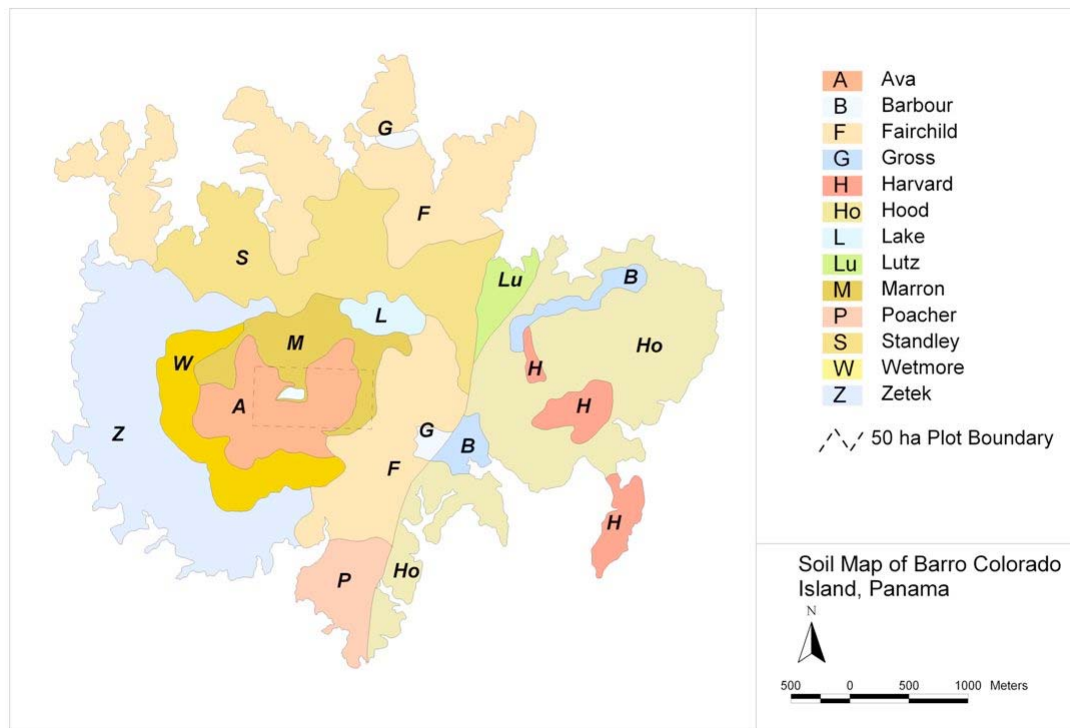 G
F
S
Lu
B
L
Ho
M
W
H
A
H
Z
G
B
F
H
P
Ho
A Ava
B Barbour
F Fairchild
G Gross
H Harvard
Ho Hood
L Lake
Lu Lutz
M Marron
P Poacher
S Standley
W Wetmore
Z Zetek
50 ha Plot Boundary
Soil Map of Barro Colorado
Island, Panama
N
500 0 500 1000 Meters